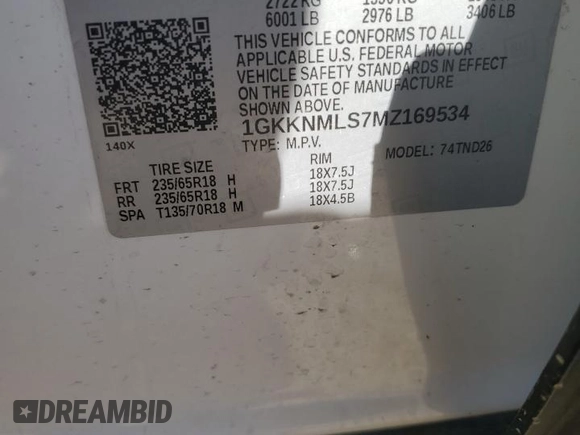 2722 KG
6001 LB 2976 LB 3406 LB
THIS VEHICLE CONFORMS TO ALL
APPLICABLE U.S. FEDERAL MOTOR
VEHICLE SAFETY STANDARDS IN EFFECT
ON THE DATE OF MANUFACTURE
SHOWN ABOVE.
1GKKNMLS7MZ169534
140X
TYPE: M.P.V. MODEL: 74TND26
TIRE SIZE RIM
FRT 235/65R18 H 18X7.5J
RR 235/65R18 H 18X7.5J
SPA T135/70R18 M 18X4.5B
DREAMBID